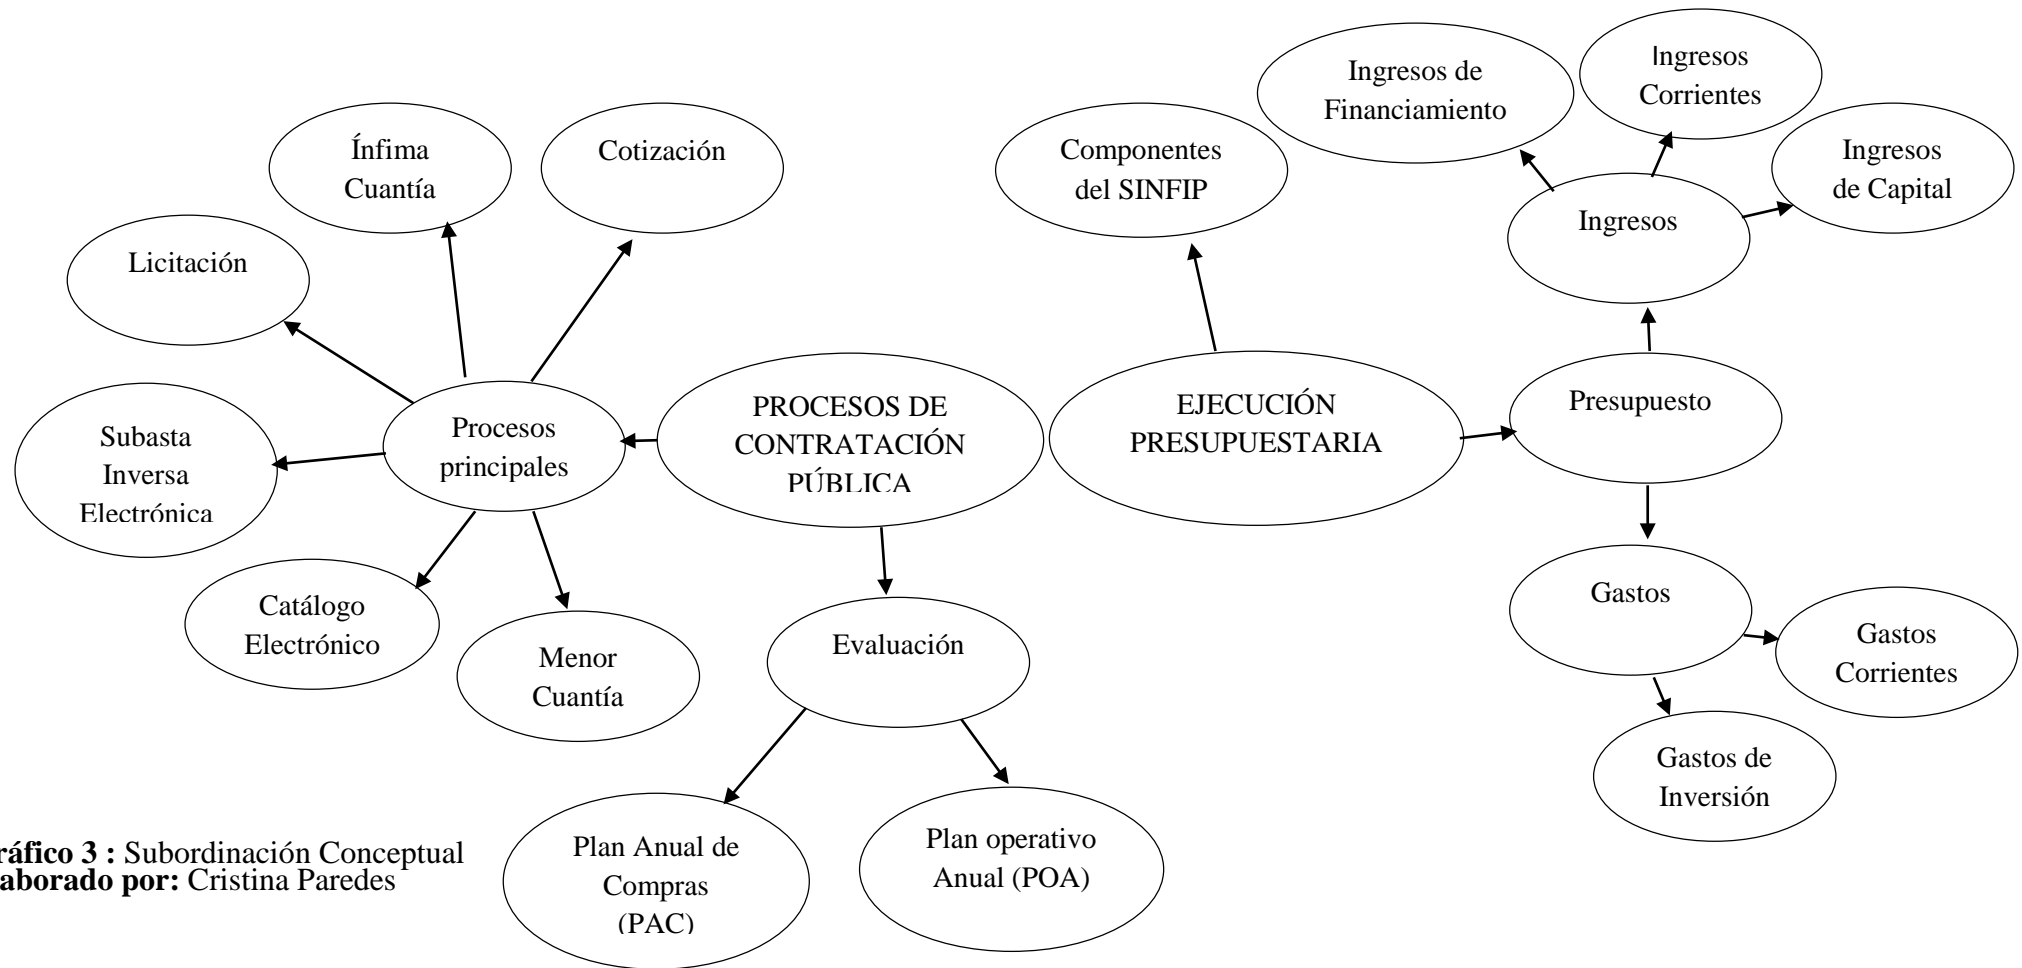 Ingresos de
Financiamiento
Ingresos
Corrientes
Ínfima
Cuantía
Cotización
Componentes
del SINFIP
Ingresos
de Capital
Licitación
Ingresos
Procesos
principales
PROCESOS DE
CONTRATACIÓN
PÚBLICA
EJECUCIÓN
PRESUPUESTARIA
Presupuesto
Subasta
Inversa
Electrónica
Catálogo
Electrónico
Menor
Cuantía
Evaluación
Gastos
Gastos
Corrientes
Gastos de
Inversión
Plan Anual de
Compras
(PAC)
Plan operativo
Anual (POA)
ráfico 3 : Subordinación Conceptual
aborado por: Cristina Paredes